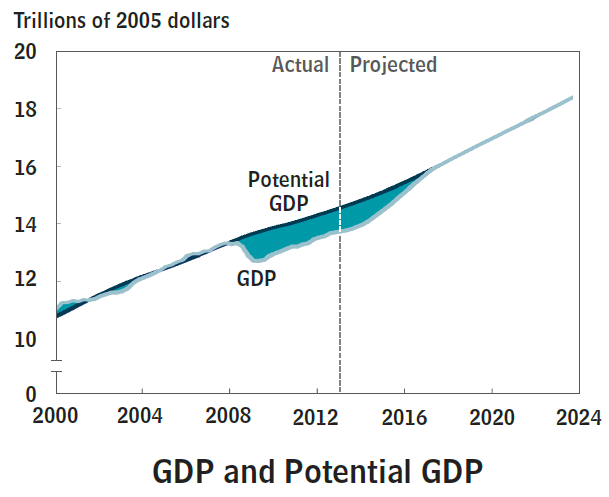 Trillions of 2005 dollars
20
Actual Projected
18
16
Potential
GDP
14
GDP
12
10
0
2000 2004 2008 2012 2016 2020 2024
GDP and Potential GDP